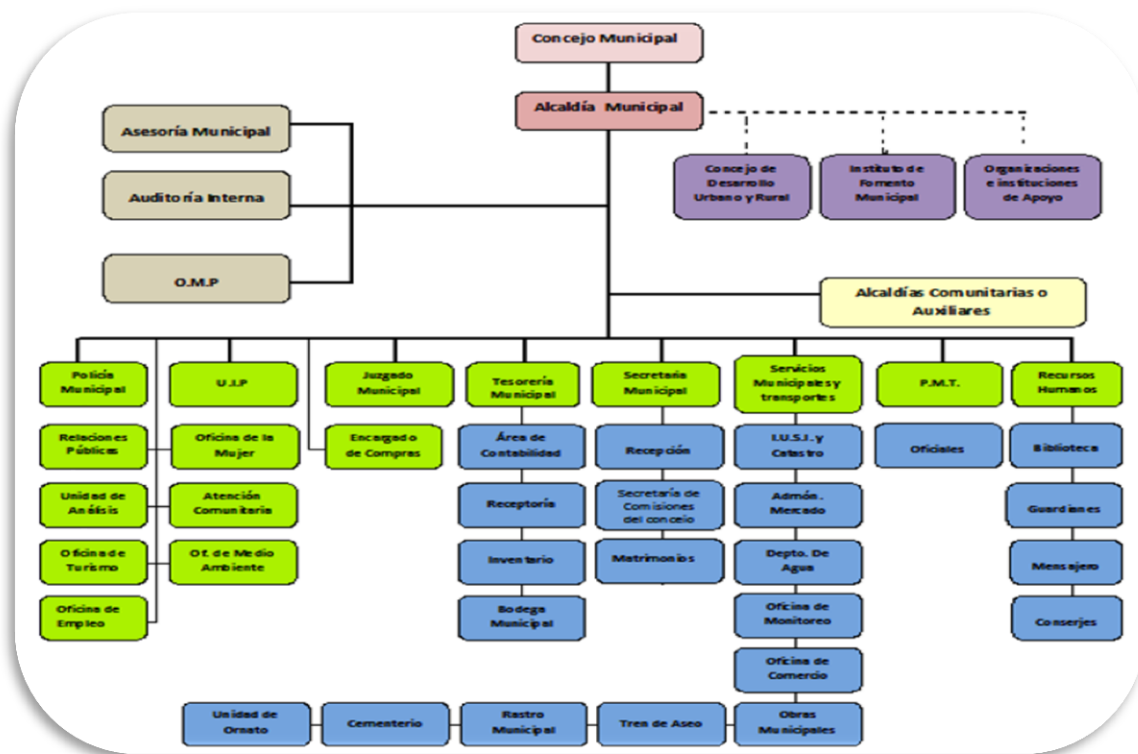 Concejo Municipal
Alcaldía Municipal
Asesoría Municipal
Auditoría Interna
O.M.P
Concejo de
Desarrollo
Urbano y Rural
Instituto de
Fomento
Municipal
Organizaciones
e instituciones
de Apoyo
Alcaldías Comunitarias o
Auxiliares
Policía
Municipal
U.I.P
Juzgado
Municipal
Tesorería
Municipal
Secretaria
Municipal
Servicios
Municipales y
transportes
P.M.T.
Recursos
Humanos
Relaciones
Públicas
Oficina de la
Mujer
Encargado
de Compras
Área de
Contabilidad
Recepción
I.U.S.I. y
Catastro
Oficiales
Biblioteca
Unidad de
Análisis
Atención
Comunitaria
Receptoría
Secretaría de
Comisiones
del concejo
Admón.
Mercado
Guardianes
Oficina de
Turismo
Of. de Medio
Ambiente
Inventario
Matrimonios
Depto. De
Agua
Mensajero
Oficina de
Empleo
Bodega
Municipal
Oficina de
Monitoreo
Conserjes
Oficina de
Comercio
Unidad de
Ornato
Cementerio
Rastro
Municipal
Tren de Aseo
Obras
Municipales